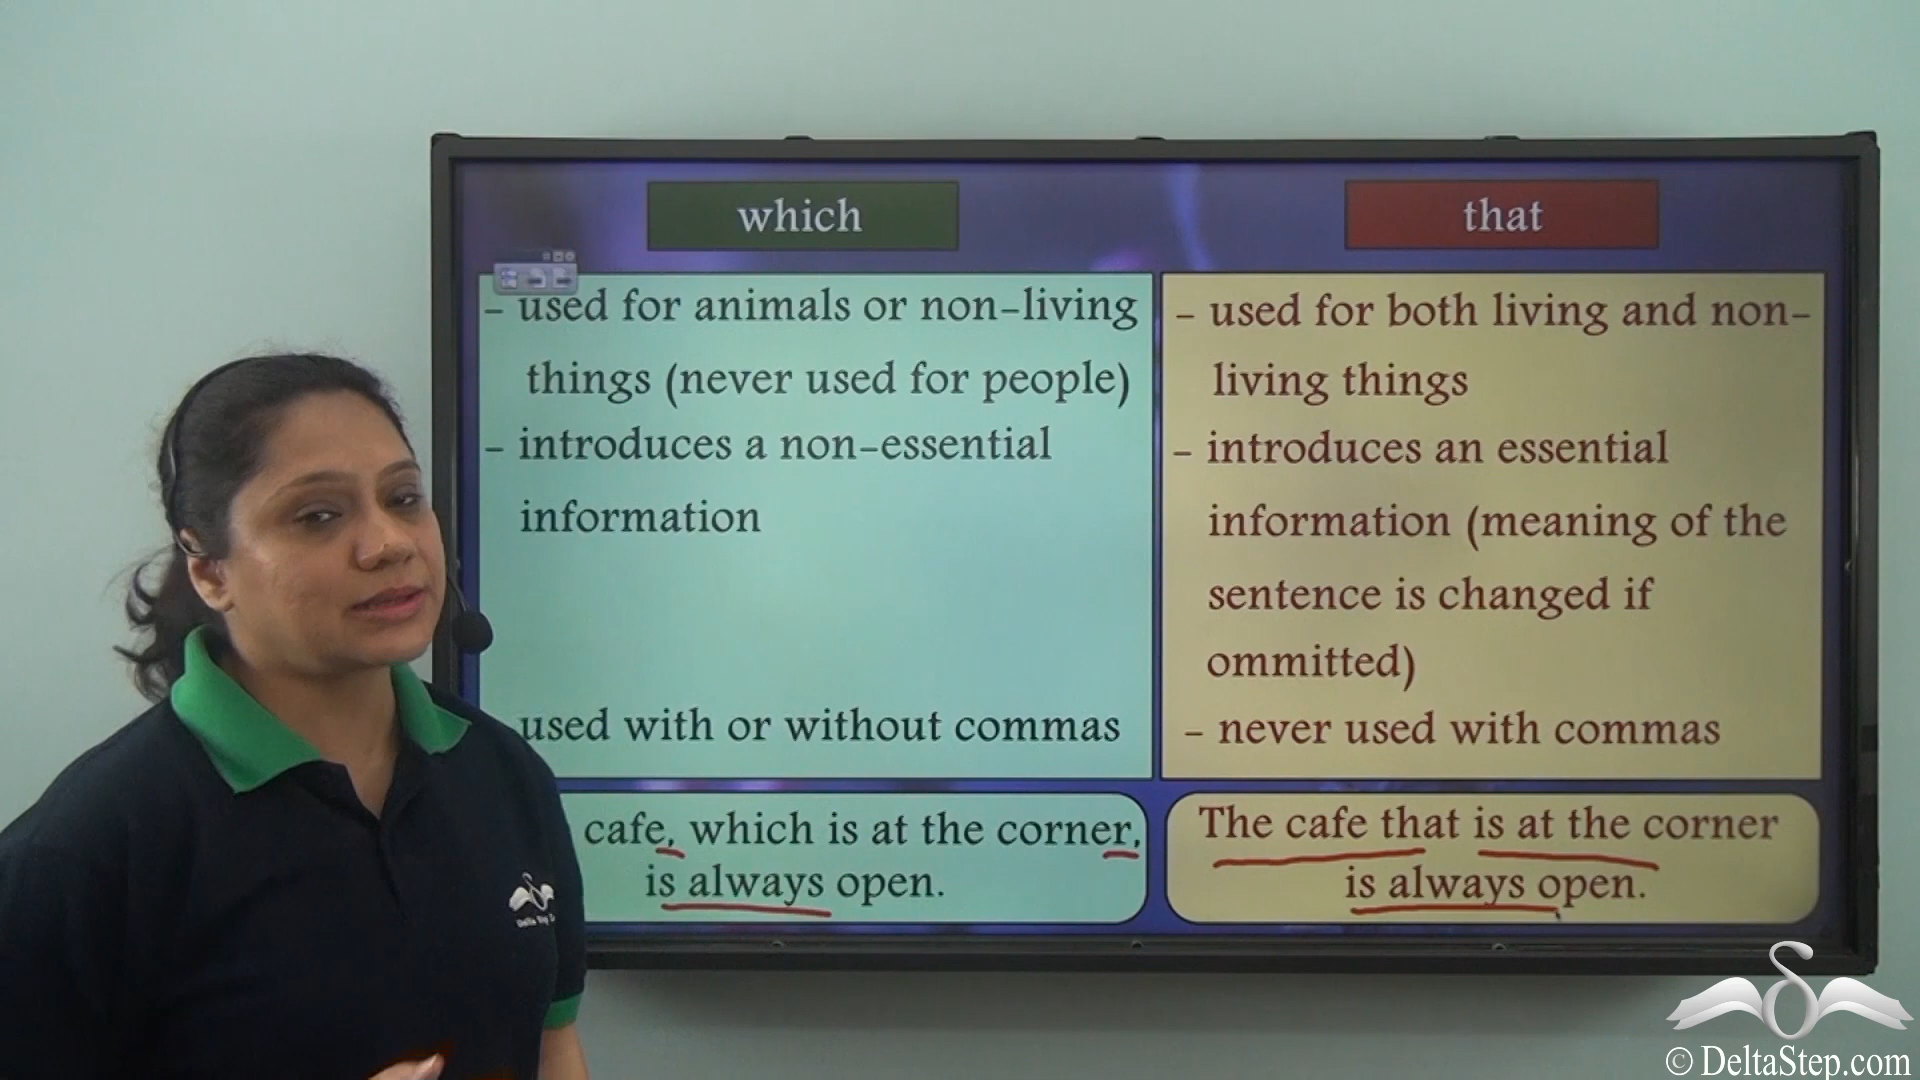 which
that
- used for animals or non-living
things (never used for people)
- introduces a non-essential
information
used with or without commas
- used for both living and non-
living things
- introduces an essential
information (meaning of the
sentence is changed if
ommitted)
- never used with commas
cafe, which is at the corner,
is always open.
The cafe that is at the corner
is always open.
© DeltaStep.com